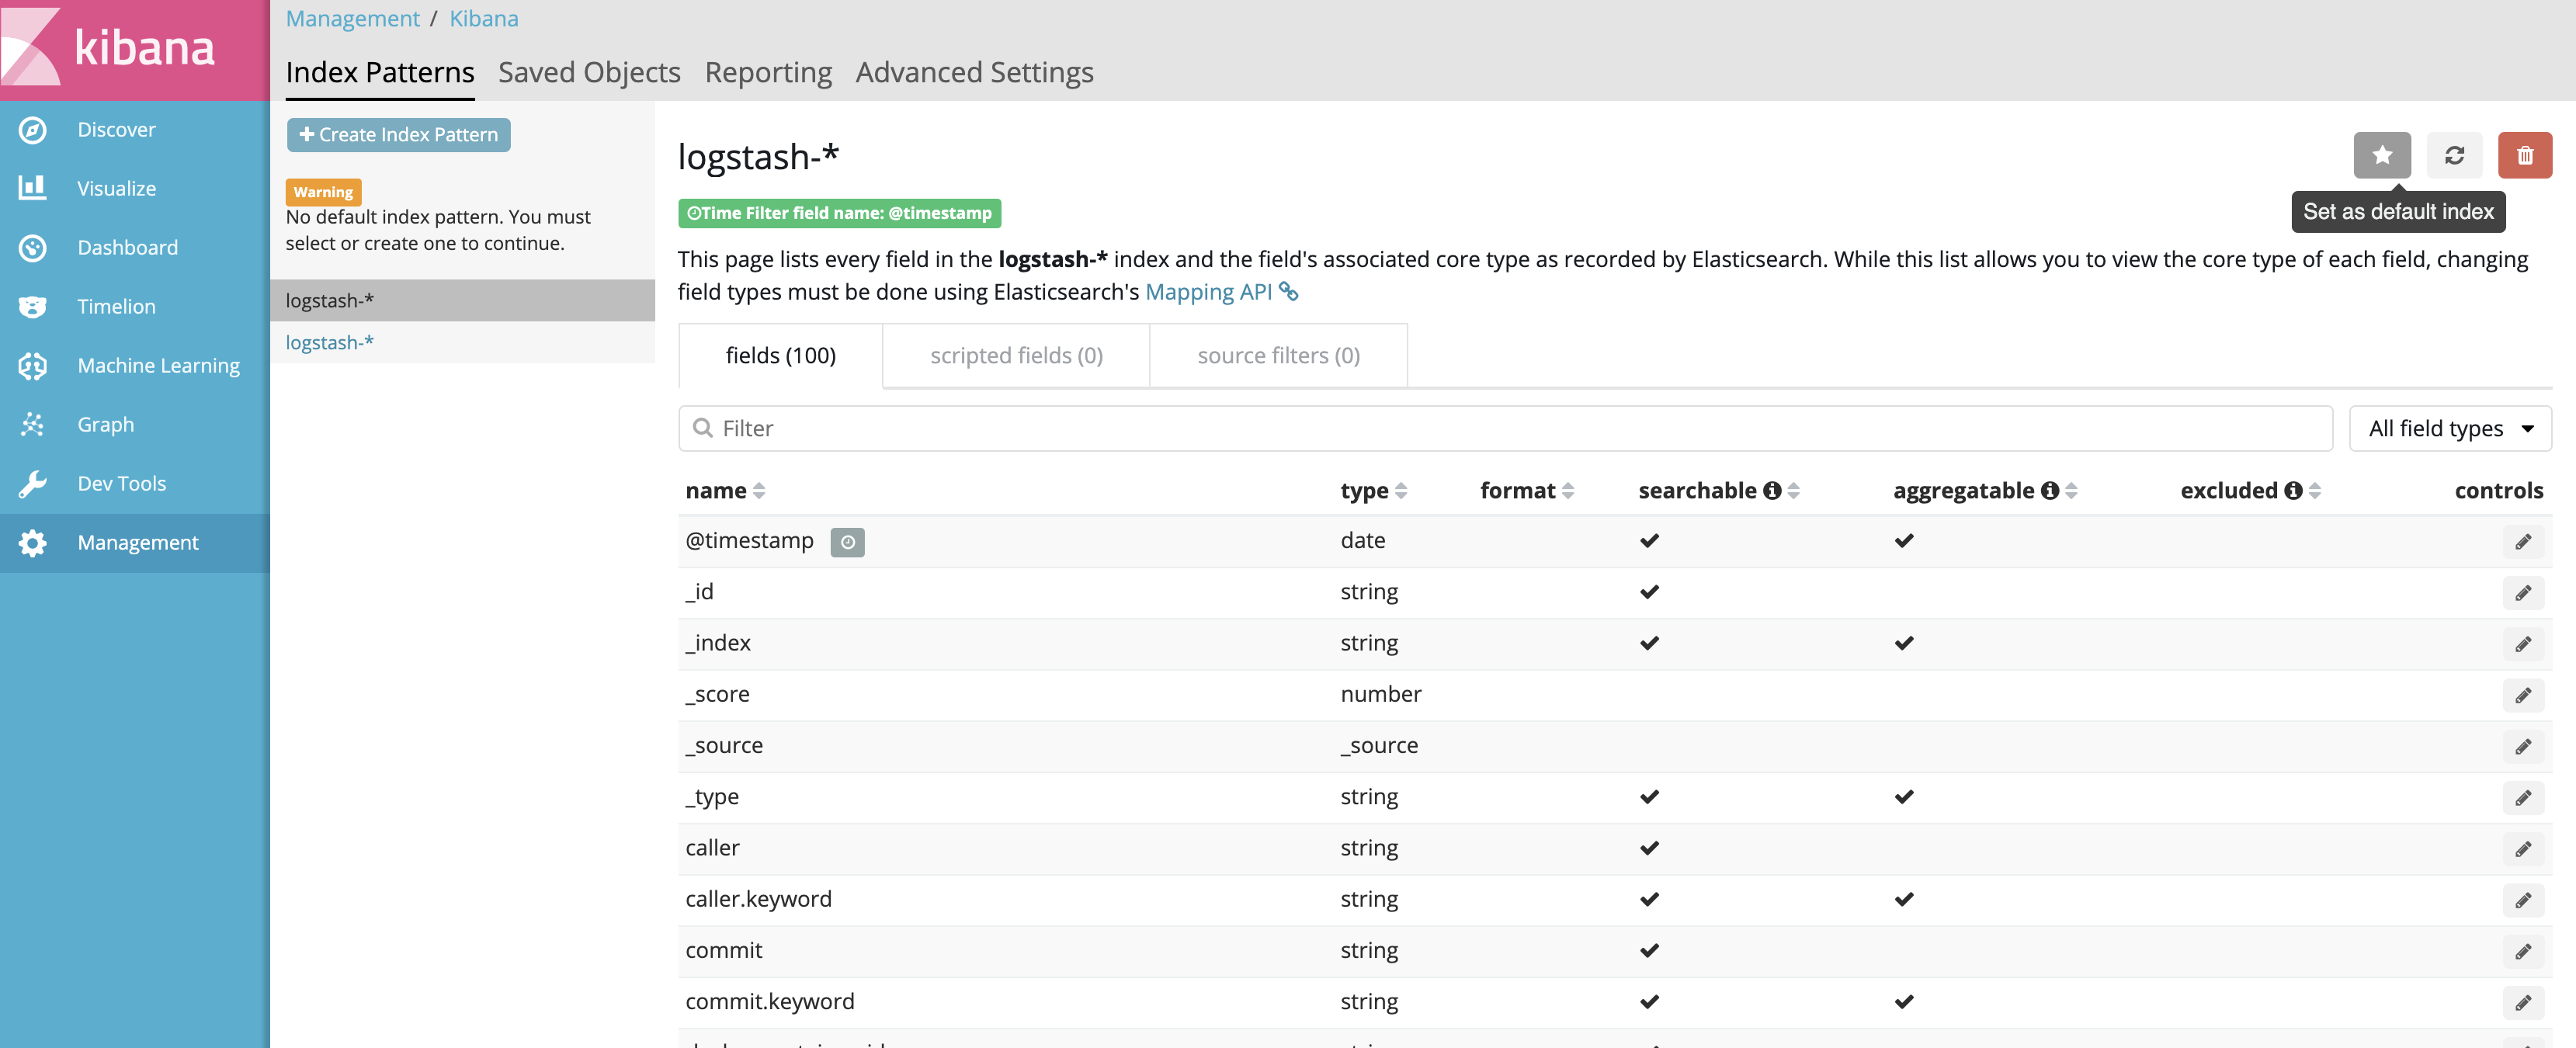 kibana
Discover
Visualize
Dashboard
Timelion
Machine Learning
Graph
Dev Tools
Management
Management / Kibana
Index Patterns Saved Objects Reporting Advanced Settings
Create Index Pattern
Warning
No default index pattern. You must
select or create one to continue.
logstash-*
logstash-*
logstash-*
Set as default index
Time Filter field name: @timestamp
This page lists every field in the logstash-* index and the field's associated core type as recorded by Elasticsearch. While this list allows you to view the core type of each field, changing
field types must be done using Elasticsearch's Mapping API
fields (100) scripted fields (0) source filters (0)
Filter All field types
name type format searchable aggregatable excluded controls
@timestamp date
_id string
_index string
_score number
_source _source
_type string
caller string
caller.keyword string
commit string
commit.keyword string